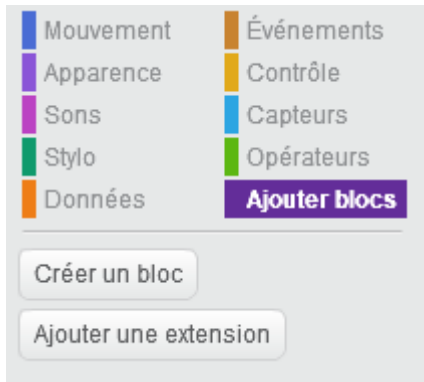 Mouvement Événements
Apparence Contrôle
Sons Capteurs
Stylo Opérateurs
Données Ajouter blocs
Créer un bloc
Ajouter une extension